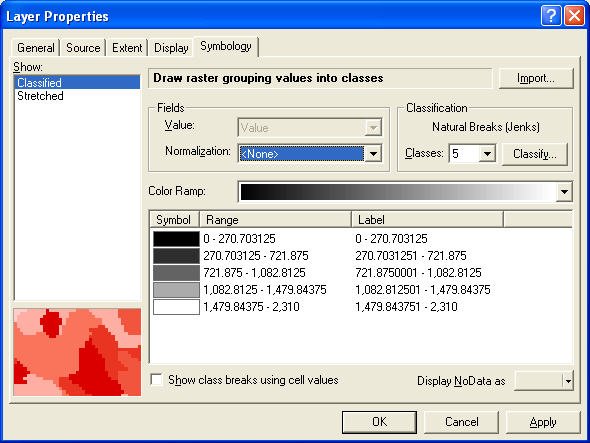 Layer Properties
General Source Extent Display Symbology
Show:
Classified
Stretched
Draw raster grouping values into classes
Import...
Fields
Value: Value
Normalization: <None>
Classification
Natural Breaks (Jenks)
Classes: 5 Classify...
Color Ramp:
Symbol Range Label
0 - 270.703125 0 - 270.703125
270.703125 - 721.875 270.7031251 - 721.875
721.875 - 1,082.8125 721.8750001 - 1,082.8125
1,082.8125 - 1,479.84375 1,082.812501 - 1,479.84375
1,479.84375 - 2,310 1,479.843751 - 2,310
Show class breaks using cell values
Display NoData as
OK Cancel Apply